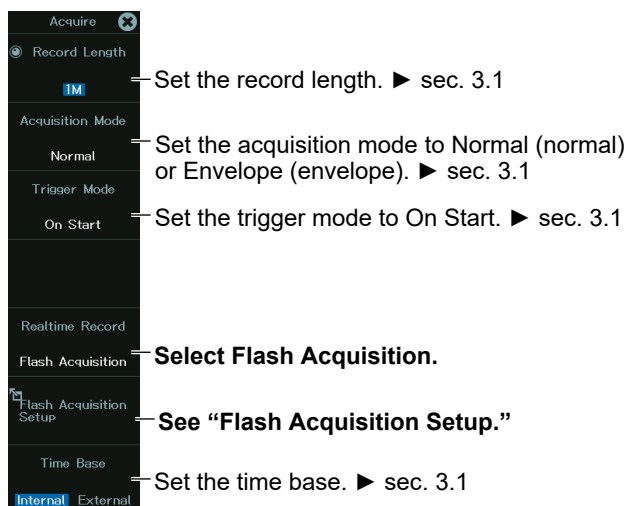 Acquire
Record Length
1M
Set the record length. ► sec. 3.1
Acquisition Mode
Normal
Set the acquisition mode to Normal (normal)
or Envelope (envelope). ► sec. 3.1
Trigger Mode
On Start
Set the trigger mode to On Start. ► sec. 3.1
Realtime Record
Flash Acquisition
Select Flash Acquisition.
Flash Acquisition
Setup
See “Flash Acquisition Setup.”
Time Base
Internal External
Set the time base. ► sec. 3.1